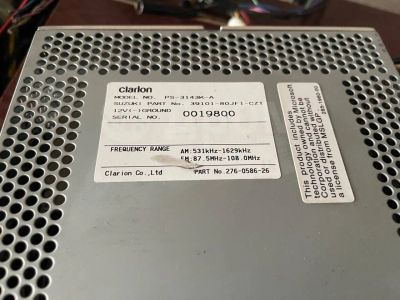 clarion
MODEL NO. PS-3143K-A
SUZUKI PART No. 39101-80JF1-CZ1
12V(-)GROUND
SERIAL NO. 0019800
FREQUENCY RANGE AM:531kHz-1629kHz
FM:87.5MHz-108.0MHz
Clarion Co.,Ltd PART No.276-0586-26
This product includes
technology owned by Microsoft
Corporation and cannot be used
or distributed without
a license from MSLGP.